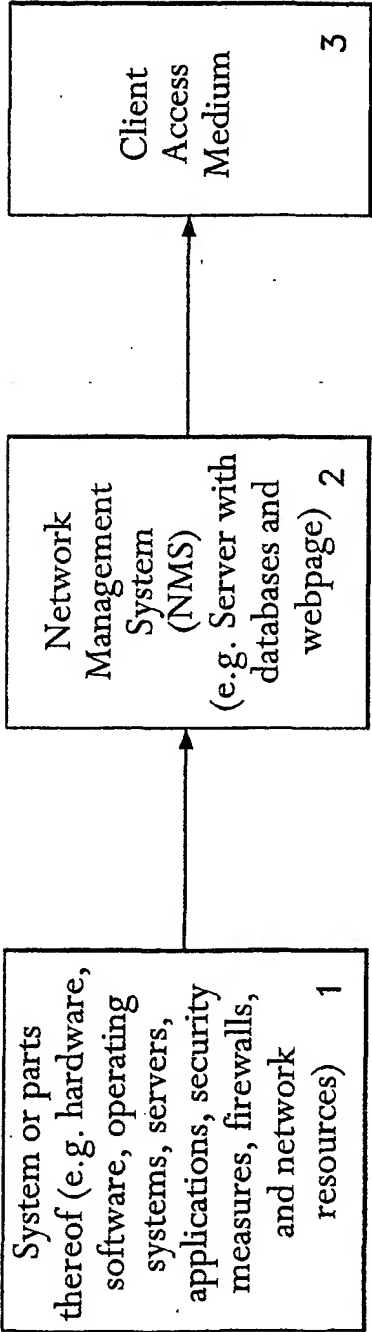 System or parts
thereof (e.g. hardware,
software, operating
systems, servers,
applications, security
measures, firewalls,
and network
resources) 1
Network
Management
System
(NMS)
(e.g. Server with
databases and
webpage) 2
Client
Access
Medium
3